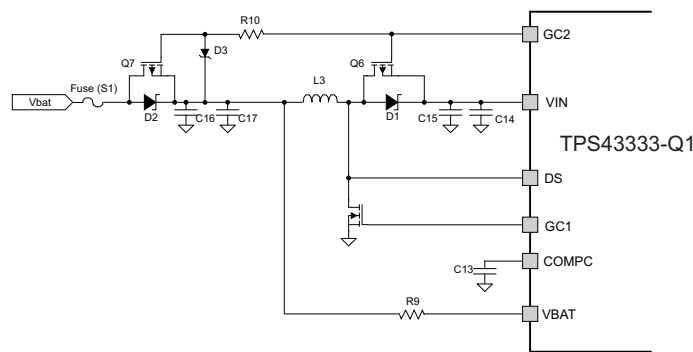 R10
GC2
D3
Q7
Q6
Fuse (S1)
L3
Vbat
VIN
D2
C16
C17
D1
C15
C14
TPS43333-Q1
DS
GC1
COMPC
C13
R9
VBAT